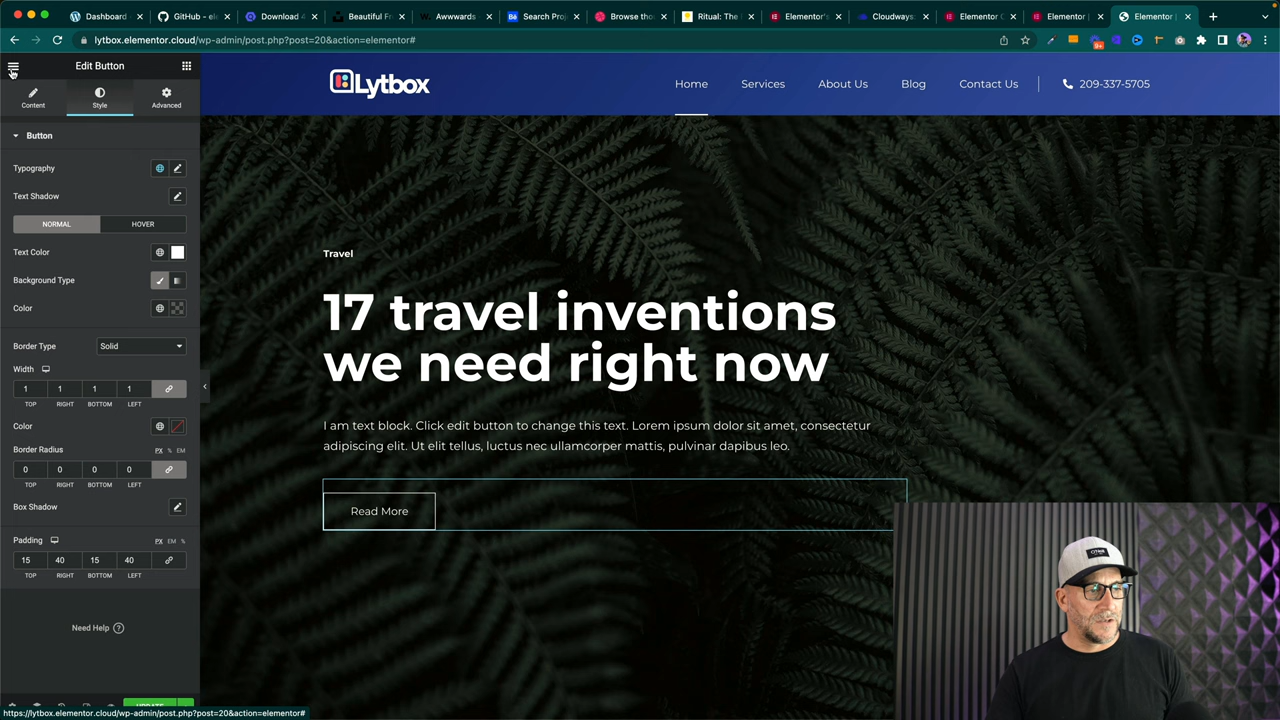 Dashboard
GitHub - ele
Download 4
Beautiful Fr
Awwwards
Search Proj
Browse thou
Ritual: The I
Elementor's
Cloudways
Elementor C
Elementor |
Elementor |
lytbox.elementor.cloud/wp-admin/post.php?post=20&action=elementor#
9+
Edit Button
Content
Style
Advanced
Button
Typography
Text Shadow
NORMAL
HOVER
Text Color
Background Type
Color
Border Type
Solid
Width
1 1 1 1
TOP RIGHT BOTTOM LEFT
Color
Border Radius
PX % EM
0 0 0 0
TOP RIGHT BOTTOM LEFT
Box Shadow
Padding
PX EM %
15 40 15 40
TOP RIGHT BOTTOM LEFT
Need Help
UPDATE
https://lytbox.elementor.cloud/wp-admin/post.php?post=20&action=elementor#
Lytbox
Home
Services
About Us
Blog
Contact Us
209-337-5705
Travel
17 travel inventions
we need right now
I am text block. Click edit button to change this text. Lorem ipsum dolor sit amet, consectetur
adipiscing elit. Ut elit tellus, luctus nec ullamcorper mattis, pulvinar dapibus leo.
Read More